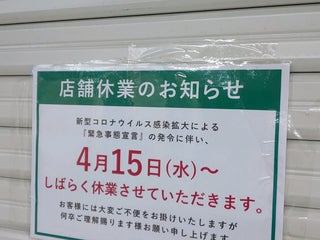 店舗休業のお知らせ
新型コロナウイルス感染拡大による
『緊急事態宣言』の発令に伴い、
4月15日(水)～
しばらく休業させていただきます。
お客様には大変ご不便をお掛けいたしますが
何卒ご理解賜ります様お願い申し上げます